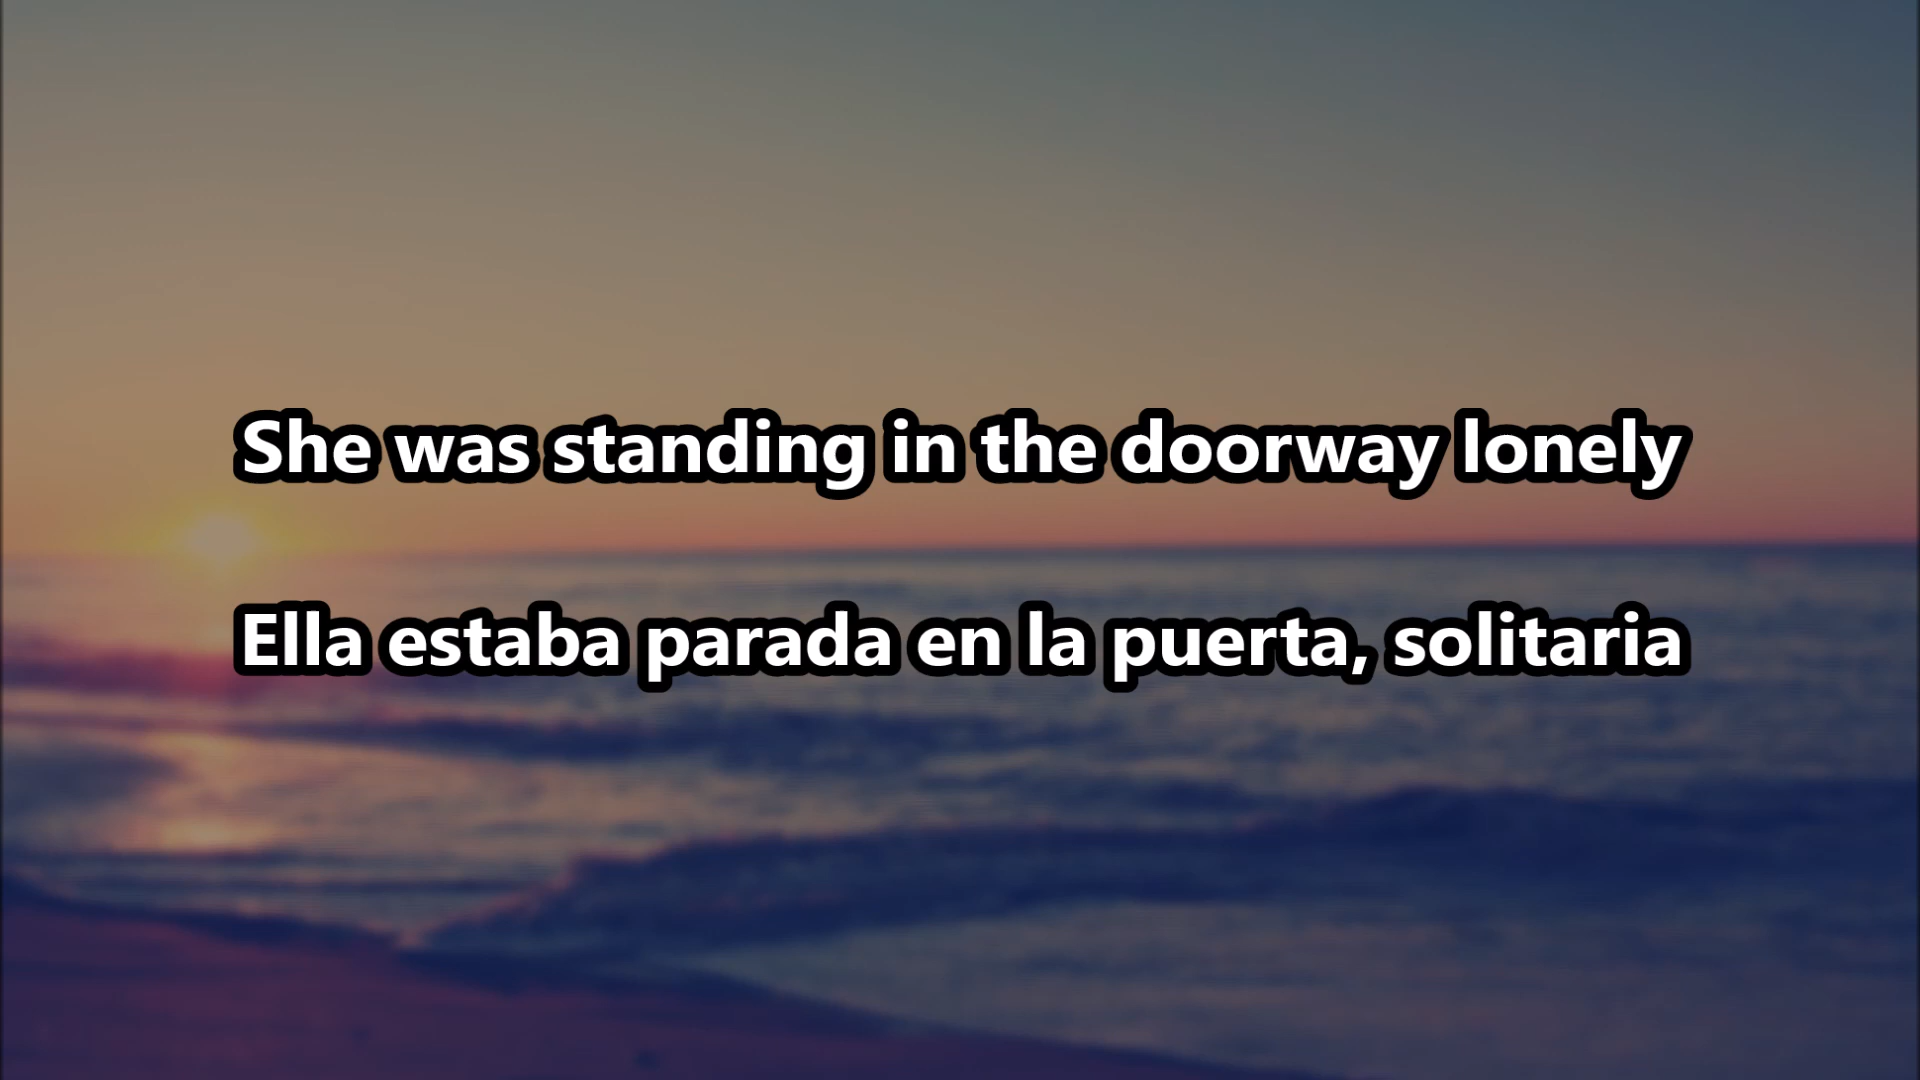 She was standing in the doorway lonely
Ella estaba parada en la puerta, solitaria